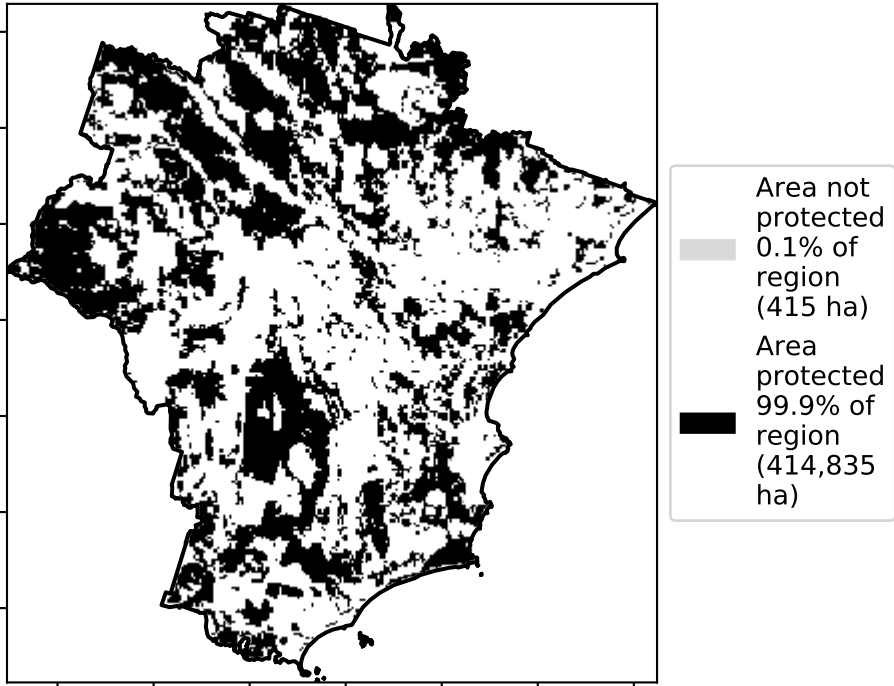 Area not
protected
0.1% of
region
(415 ha)
Area
protected
99.9% of
region
(414,835
ha)